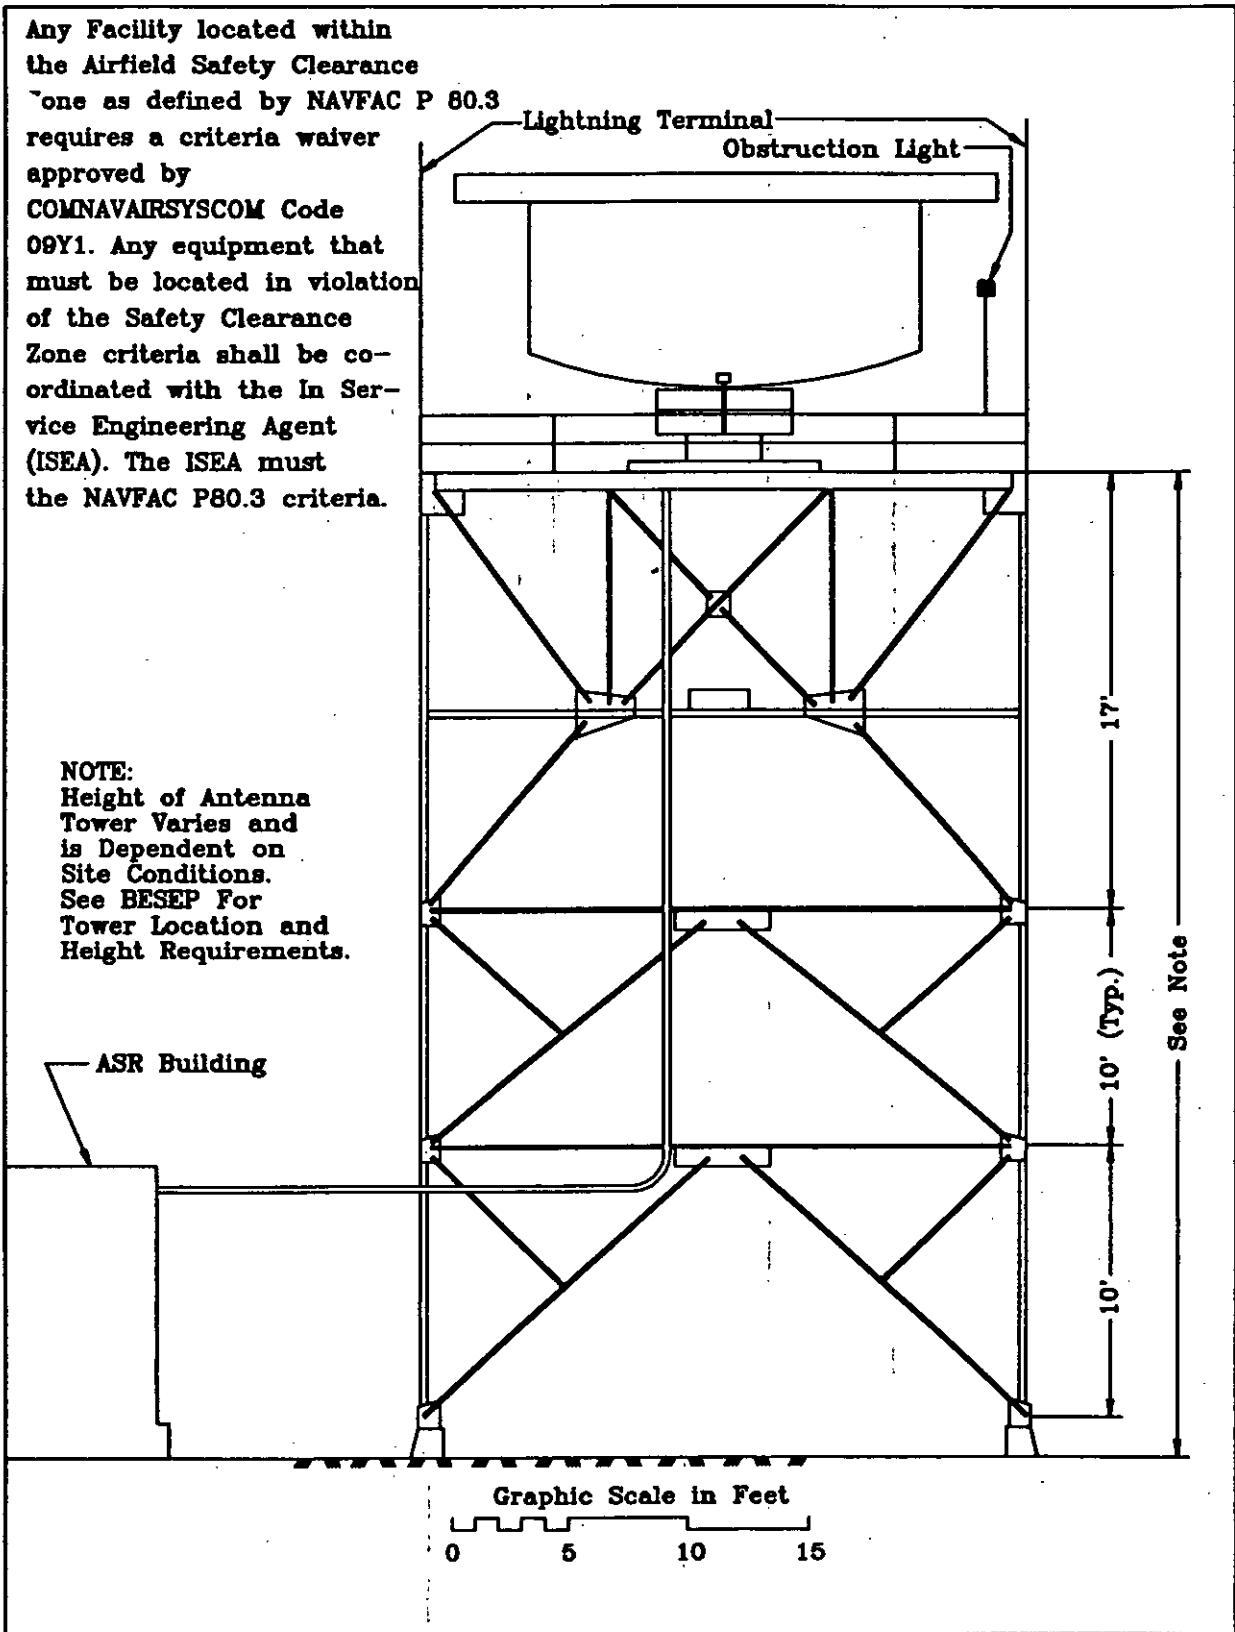 Any Facility located within
the Airfield Safety Clearance
one as defined by NAVFAC P 80.3
requires a criteria waiver
approved by
COMNAVAIRSYSCOM Code
09Y1. Any equipment that
must be located in violation
of the Safety Clearance
Zone criteria shall be co-
ordinated with the In Ser-
vice Engineering Agent
(ISEA). The ISEA must
the NAVFAC P80.3 criteria.
Lightning Terminal
Obstruction Light
NOTE:
Height of Antenna
Tower Varies and
is Dependent on
Site Conditions.
See BESEP For
Tower Location and
Height Requirements.
ASR Building
17'
10' (Typ.)
10'
See Note
Graphic Scale in Feet
0 5 10 15